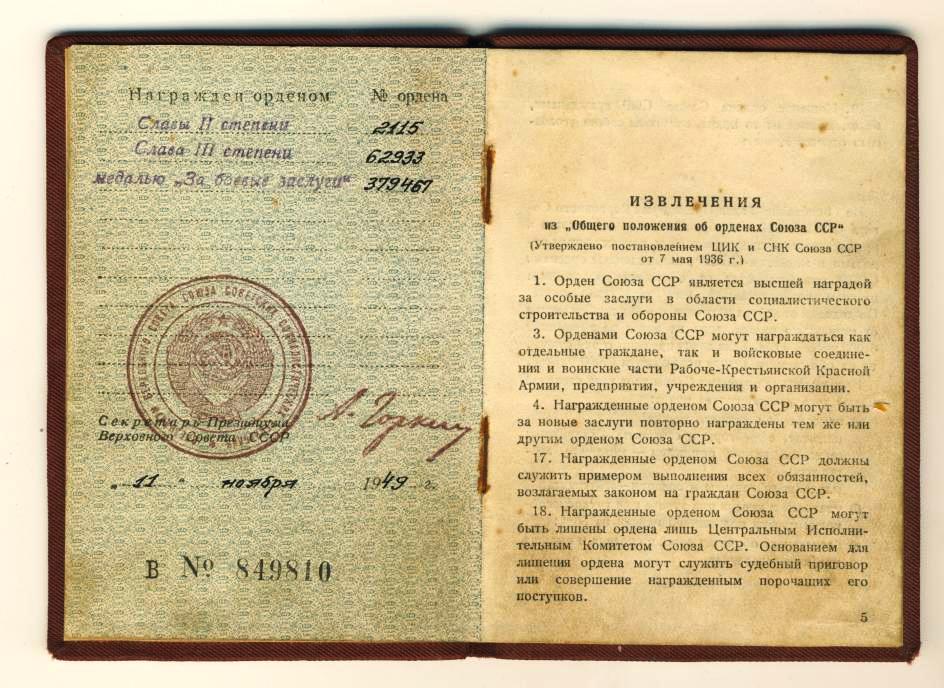 Награжден орденом № ордена
Славы II степени 2115
Слава III степени 62933
медалью „За боевые заслуги“ 379467
ВЕРХОВНОГО СОВЕТА СОЮЗА СОВЕТСКИХ СОЦИАЛИСТИЧЕСКИХ
Секретарь Президиума
Верховного Совета СССР
А. Горкин
„11“ ноября 1949 г.
В № 849810
ИЗВЛЕЧЕНИЯ
из „Общего положения об орденах Союза ССР“
(Утверждено постановлением ЦИК и СНК Союза ССР
от 7 мая 1936 г.)
1. Орден Союза ССР является высшей наградой
за особые заслуги в области социалистического
строительства и обороны Союза ССР.
3. Орденами Союза ССР могут награждаться как
отдельные граждане, так и войсковые соедине-
ния и воинские части Рабоче-Крестьянской Красной
Армии, предприятия, учреждения и организации.
4. Награжденные орденом Союза ССР могут быть
за новые заслуги повторно награждены тем же или
другим орденом Союза ССР.
17. Награжденные орденом Союза ССР должны
служить примером выполнения всех обязанностей,
возлагаемых законом на граждан Союза ССР.
18. Награжденные орденом Союза ССР могут
быть лишены ордена лишь Центральным Исполни-
тельным Комитетом Союза ССР. Основанием для
лишения ордена могут служить судебный приговор
или совершение награжденным порочащих его
поступков.
5